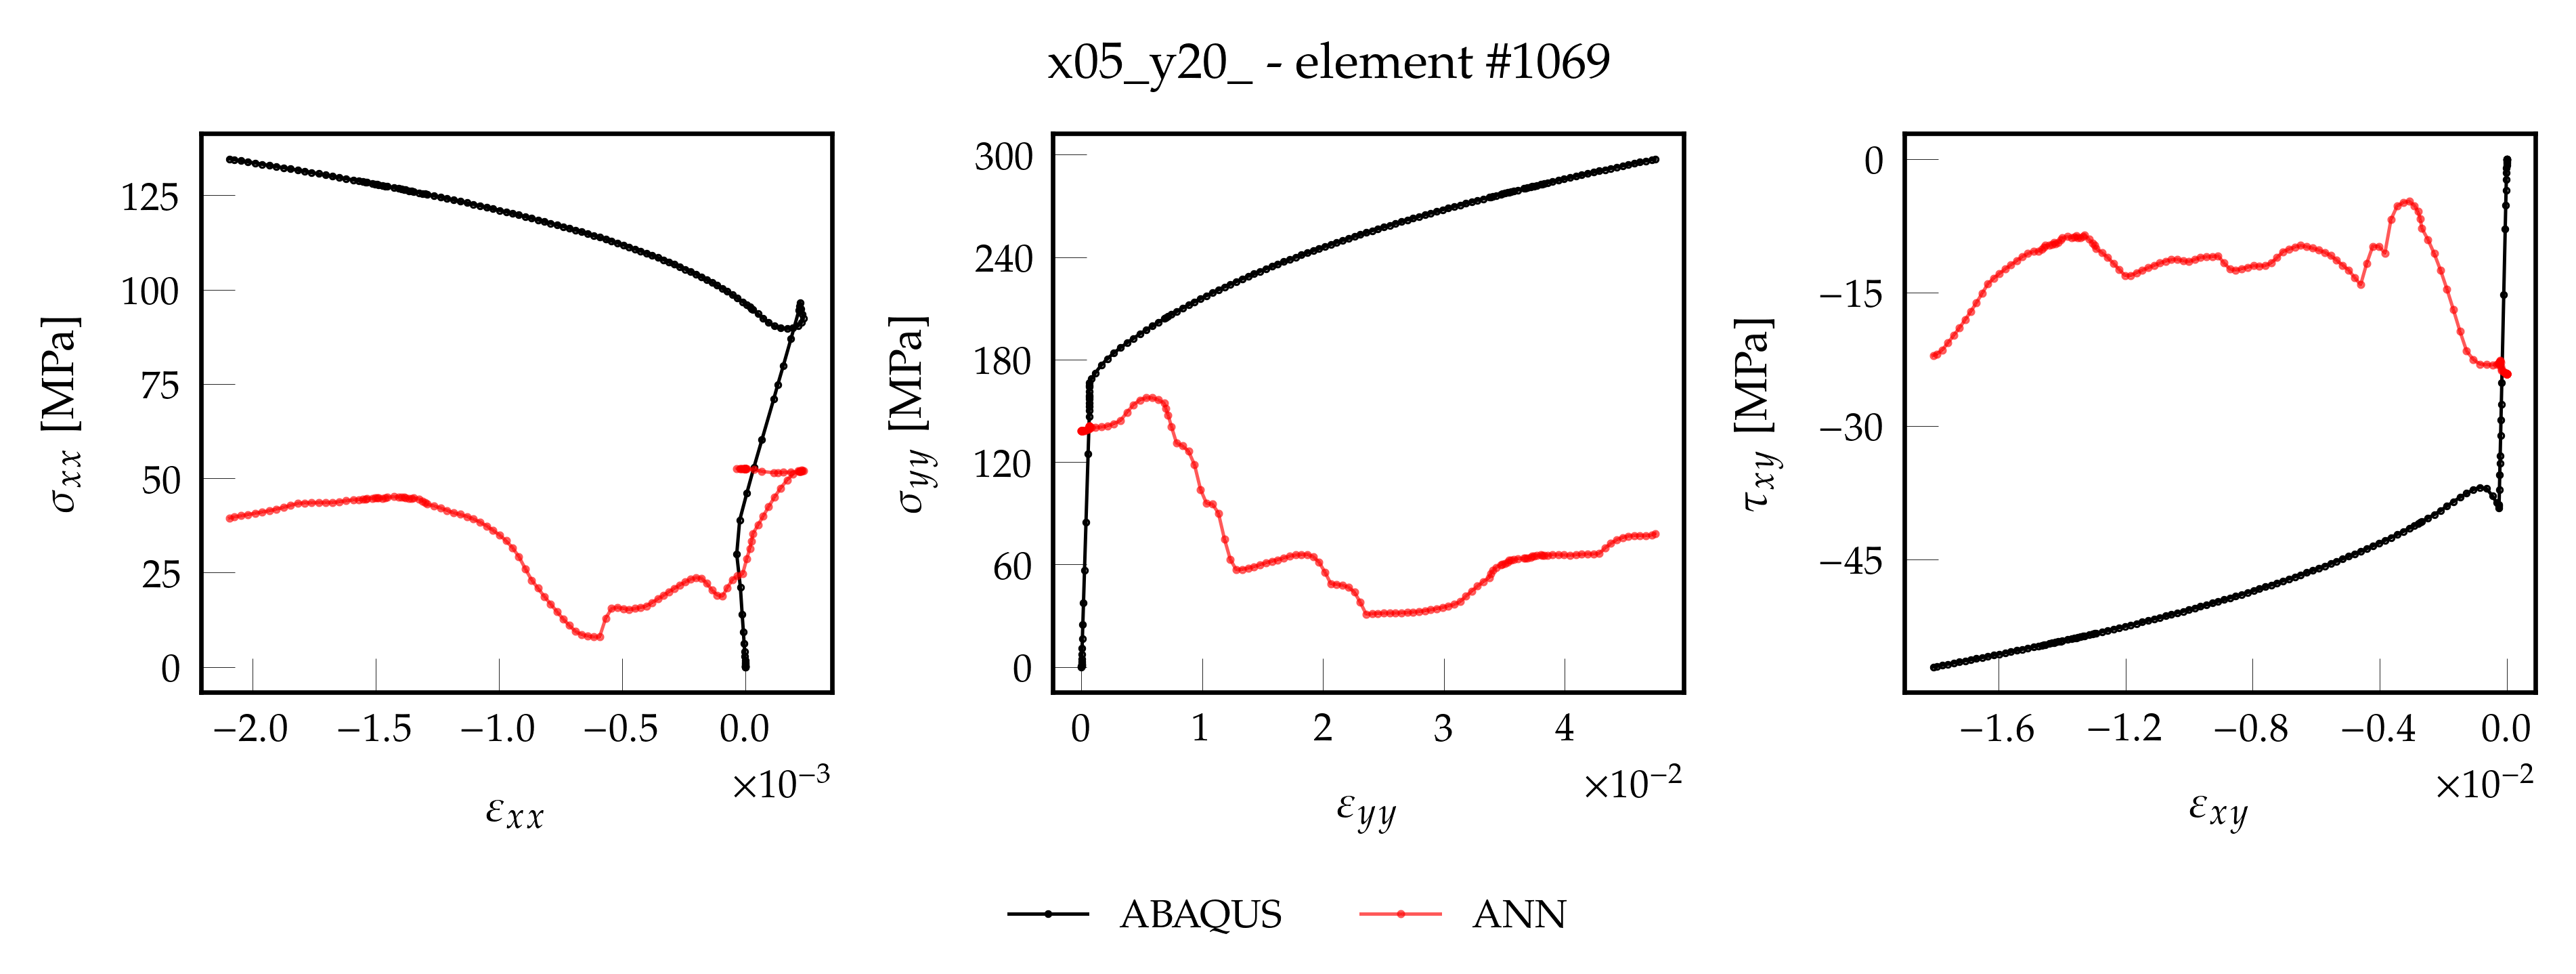 x05_y20_ - element #1069
σxx [MPa]
125
100
75
50
25
0
−2.0 −1.5 −1.0 −0.5 0.0
×10−3
εxx
σyy [MPa]
300
240
180
120
60
0
0 1 2 3 4
×10−2
εyy
τxy [MPa]
0
−15
−30
−45
−1.6 −1.2 −0.8 −0.4 0.0
×10−2
εxy
ABAQUS ANN